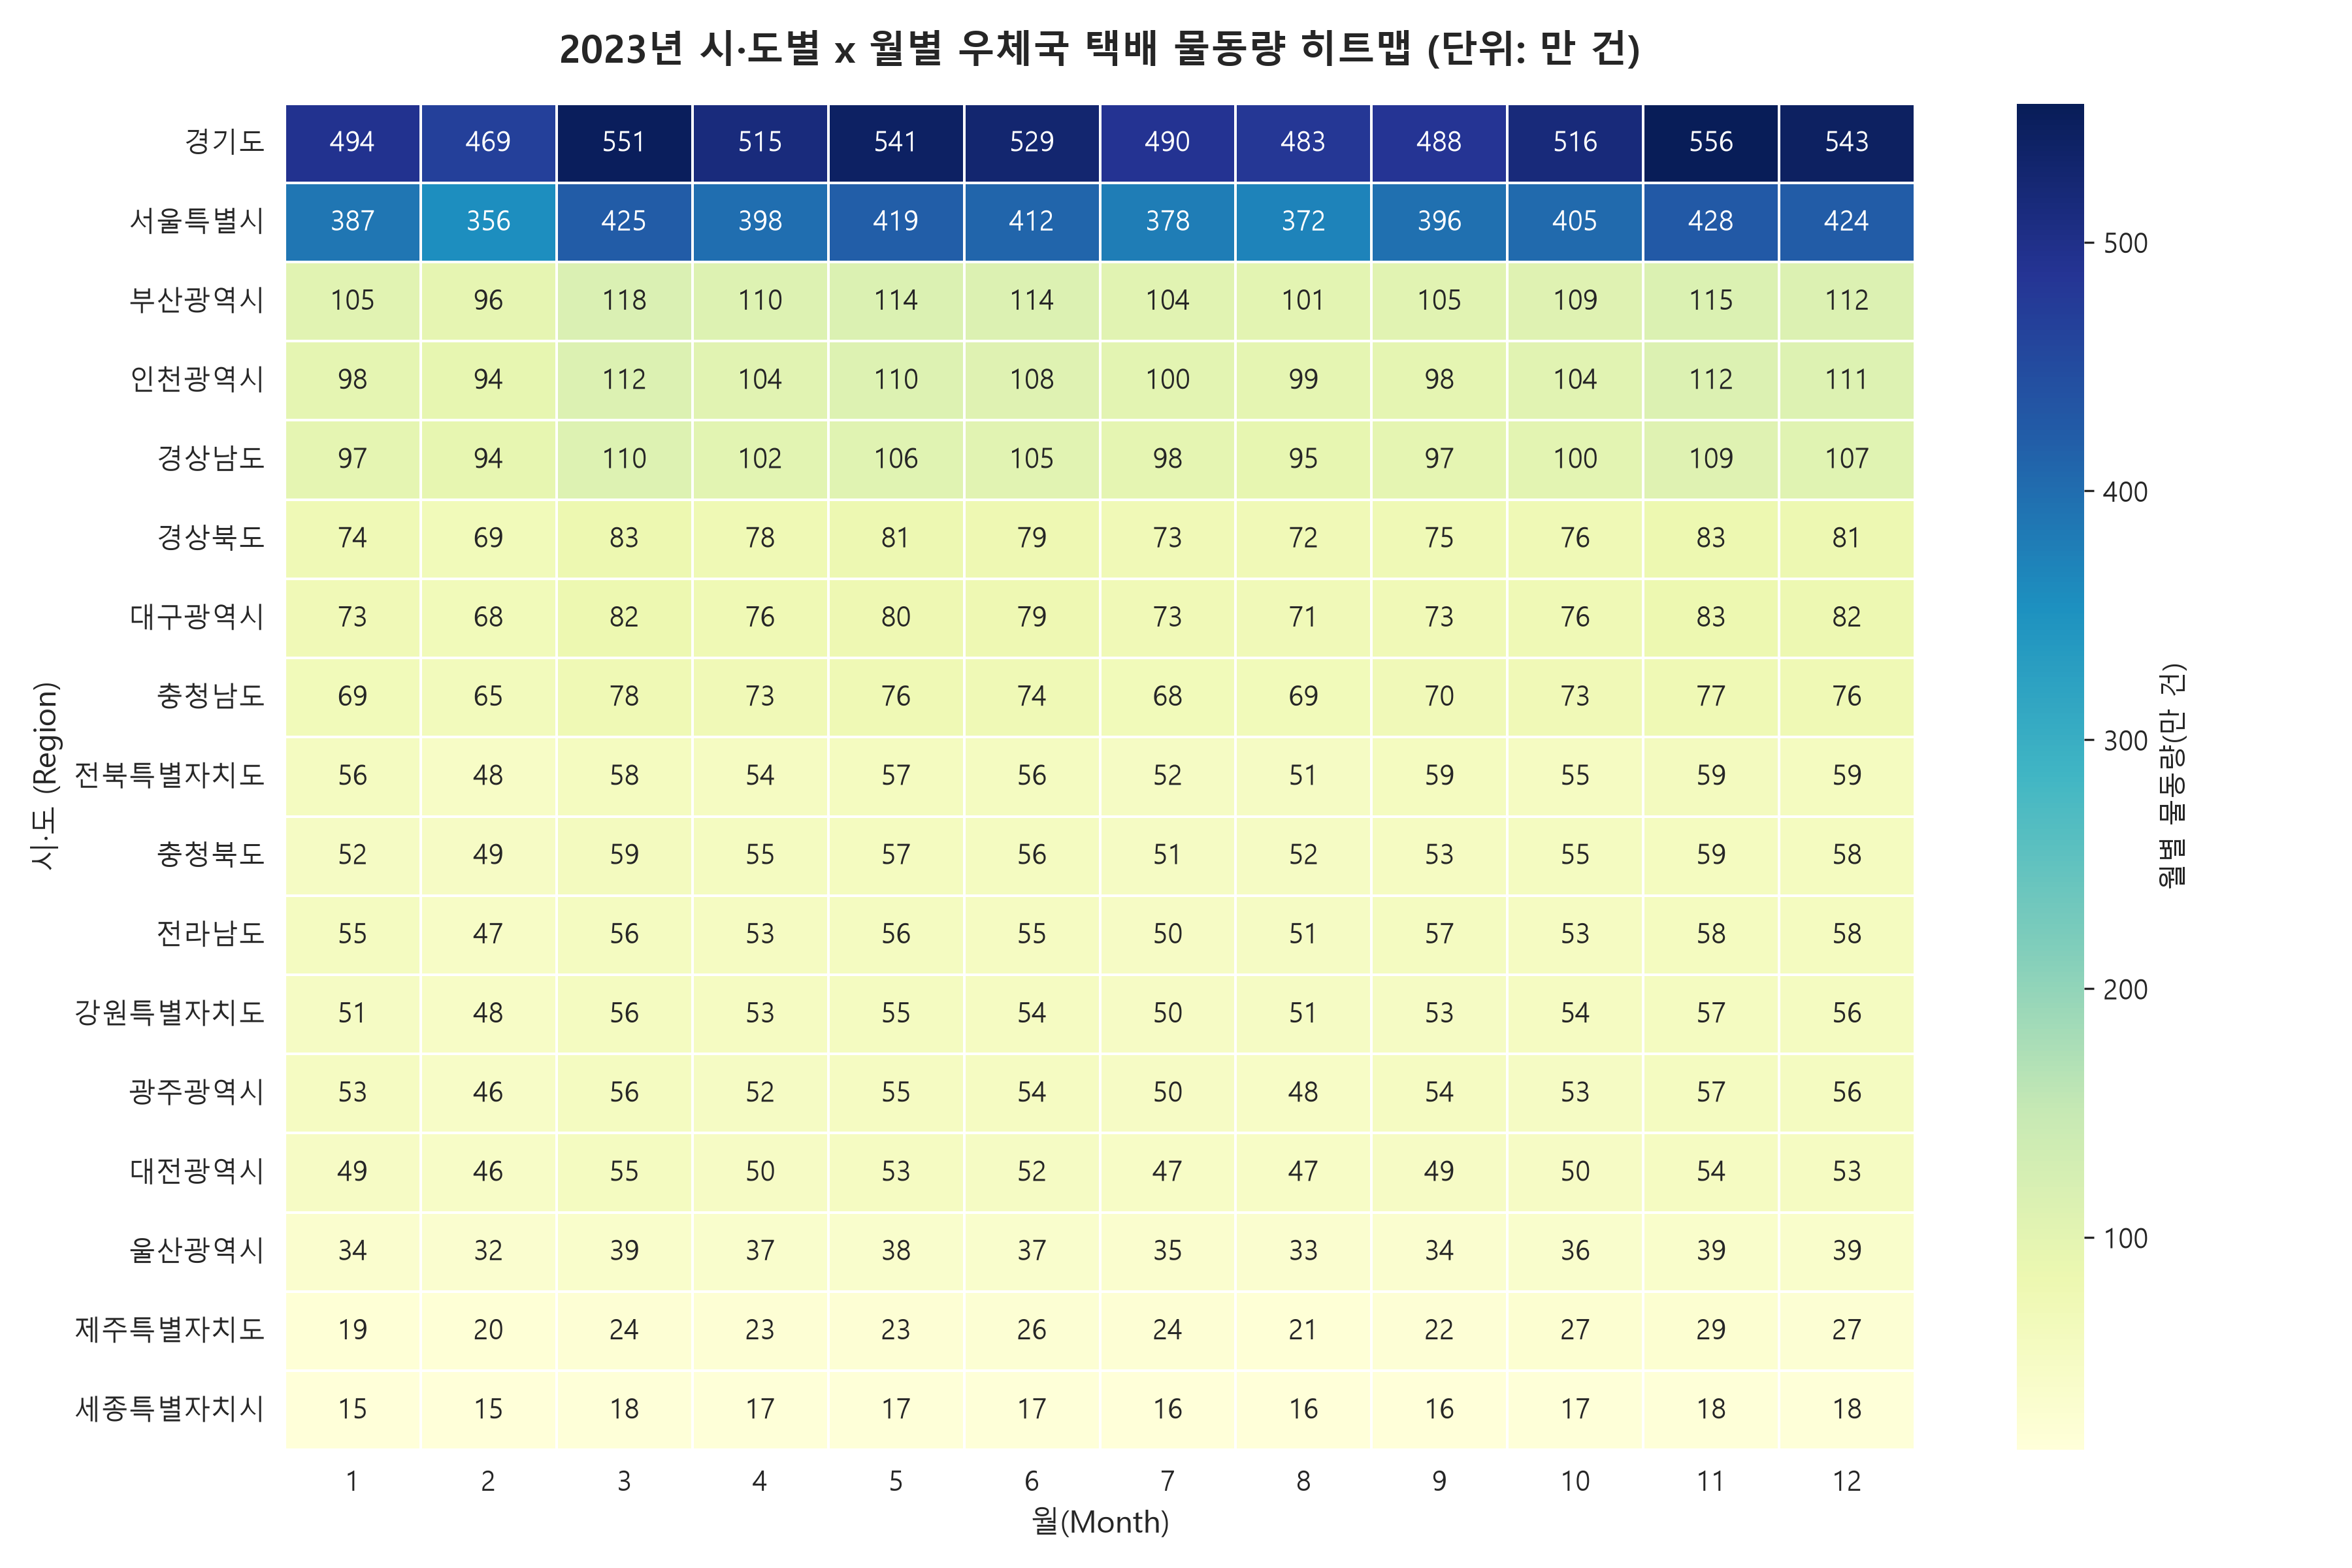 2023년 시·도별 x 월별 우체국 택배 물동량 히트맵 (단위: 만 건)
시·도 (Region)
경기도 494 469 551 515 541 529 490 483 488 516 556 543
서울특별시 387 356 425 398 419 412 378 372 396 405 428 424
부산광역시 105 96 118 110 114 114 104 101 105 109 115 112
인천광역시 98 94 112 104 110 108 100 99 98 104 112 111
경상남도 97 94 110 102 106 105 98 95 97 100 109 107
경상북도 74 69 83 78 81 79 73 72 75 76 83 81
대구광역시 73 68 82 76 80 79 73 71 73 76 83 82
충청남도 69 65 78 73 76 74 68 69 70 73 77 76
전북특별자치도 56 48 58 54 57 56 52 51 59 55 59 59
충청북도 52 49 59 55 57 56 51 52 53 55 59 58
전라남도 55 47 56 53 56 55 50 51 57 53 58 58
강원특별자치도 51 48 56 53 55 54 50 51 53 54 57 56
광주광역시 53 46 56 52 55 54 50 48 54 53 57 56
대전광역시 49 46 55 50 53 52 47 47 49 50 54 53
울산광역시 34 32 39 37 38 37 35 33 34 36 39 39
제주특별자치도 19 20 24 23 23 26 24 21 22 27 29 27
세종특별자치시 15 15 18 17 17 17 16 16 16 17 18 18
1 2 3 4 5 6 7 8 9 10 11 12
월(Month)
500
400
300
200
100
월별 물동량(만 건)